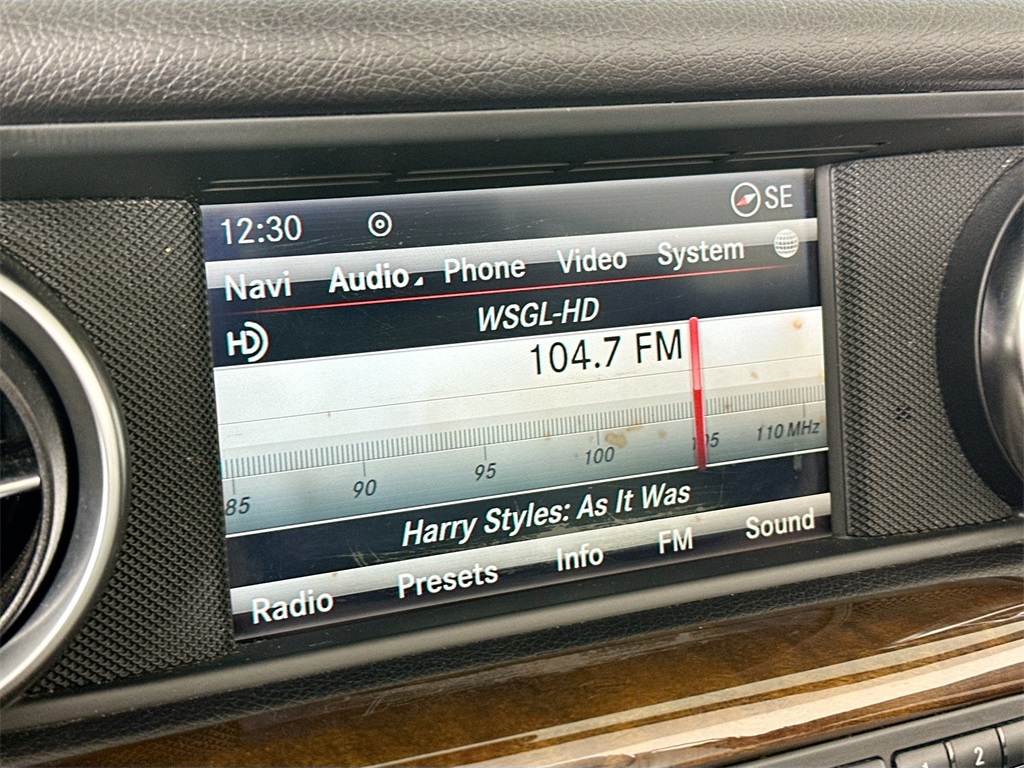 12:30 SE
Navi Audio Phone Video System
HD WSGL-HD
104.7 FM
85 90 95 100 105 110 MHz
Harry Styles: As It Was
Radio Presets Info FM Sound
1 2